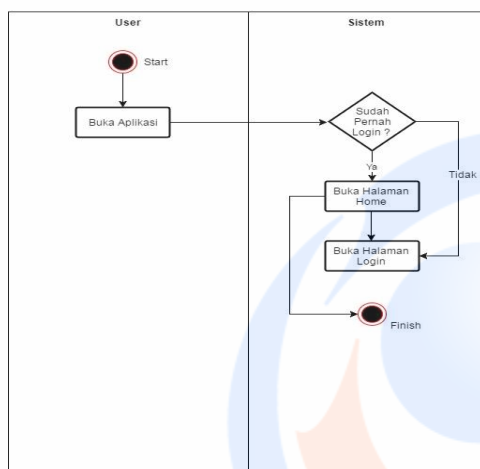 User
Sistem
Start
Buka Aplikasi
Sudah
Pernah
Login ?
Ya
Tidak
Buka Halaman
Home
Buka Halaman
Login
Finish